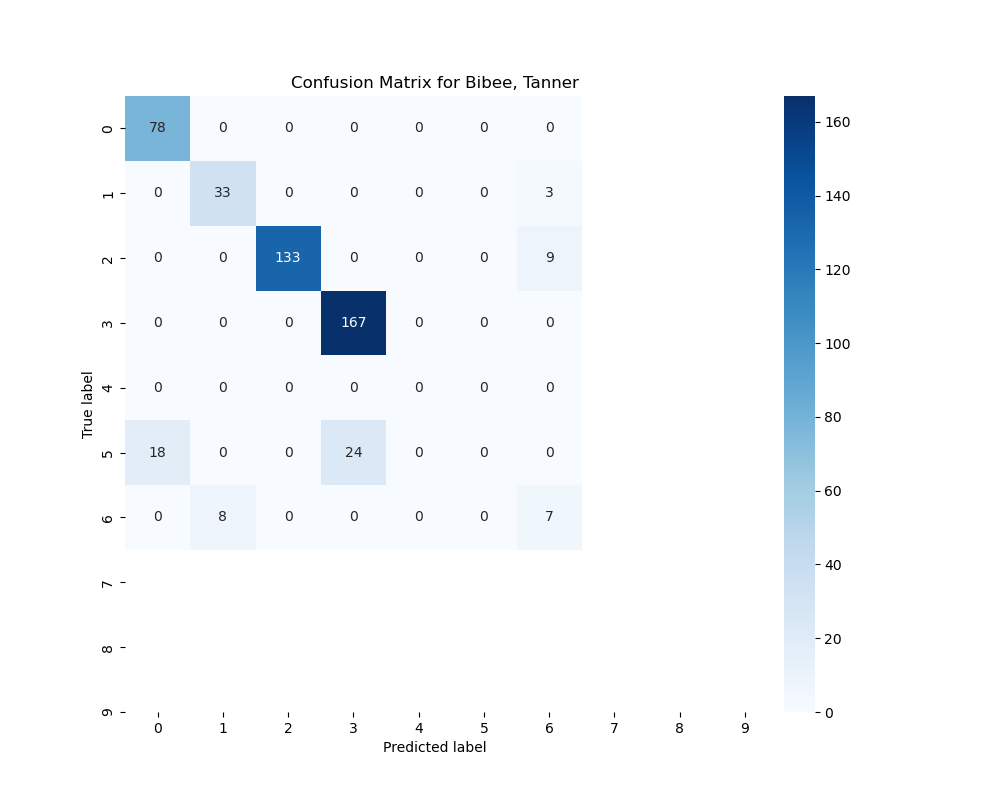 Confusion Matrix for Bibee, Tanner
True label
0 78 0 0 0 0 0 0
1 0 33 0 0 0 0 3
2 0 0 133 0 0 0 9
3 0 0 0 167 0 0 0
4 0 0 0 0 0 0 0
5 18 0 0 24 0 0 0
6 0 8 0 0 0 0 7
7
8
9
0 1 2 3 4 5 6 7 8 9
Predicted label
160
140
120
100
80
60
40
20
0